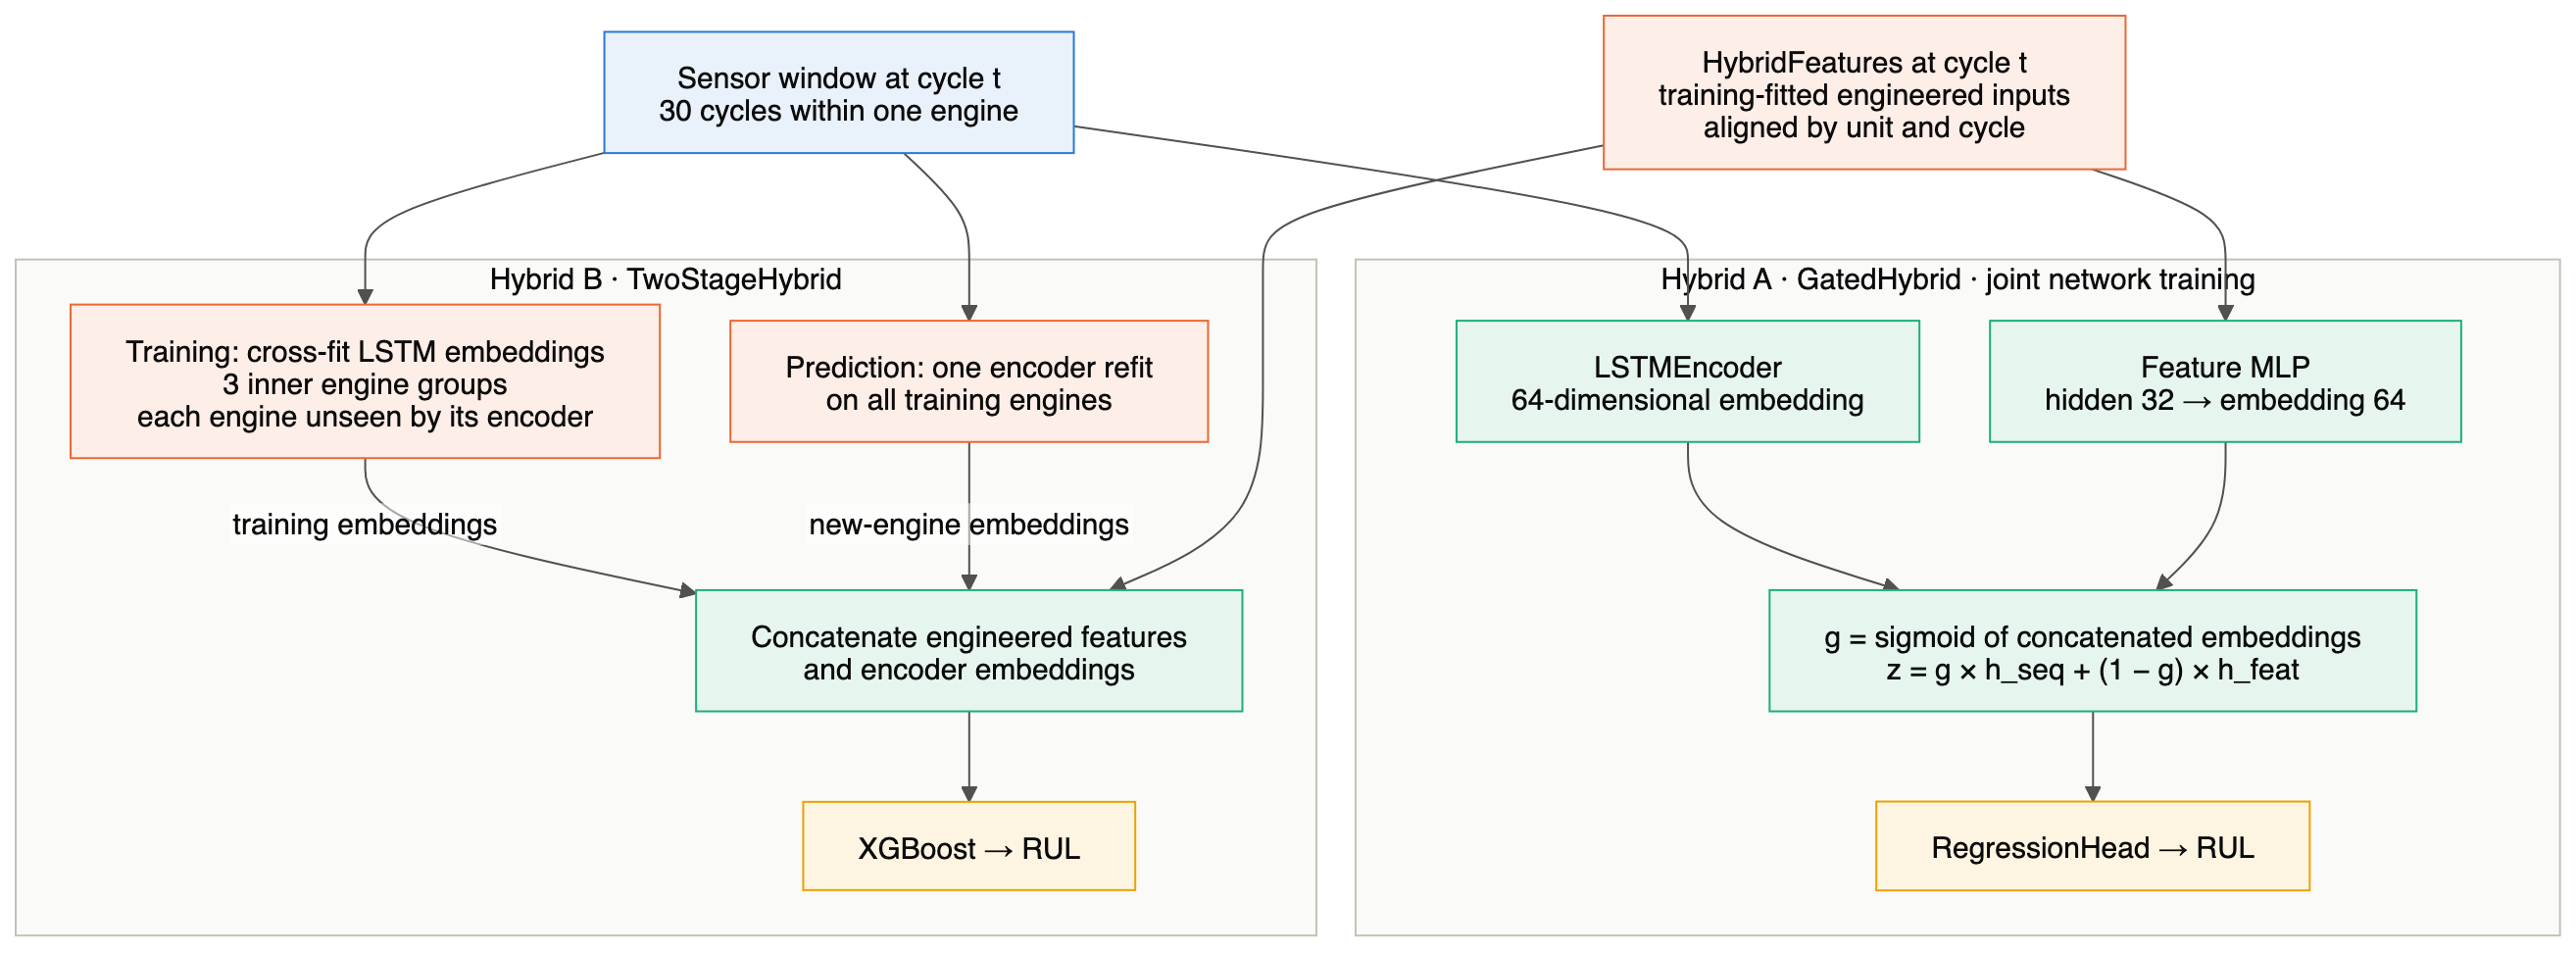 Sensor window at cycle t
30 cycles within one engine
HybridFeatures at cycle t
training-fitted engineered inputs
aligned by unit and cycle
Hybrid B · TwoStageHybrid
Training: cross-fit LSTM embeddings
3 inner engine groups
each engine unseen by its encoder
Prediction: one encoder refit
on all training engines
training embeddings
new-engine embeddings
Concatenate engineered features
and encoder embeddings
XGBoost → RUL
Hybrid A · GatedHybrid · joint network training
LSTMEncoder
64-dimensional embedding
Feature MLP
hidden 32 → embedding 64
g = sigmoid of concatenated embeddings
z = g × h_seq + (1 − g) × h_feat
RegressionHead → RUL